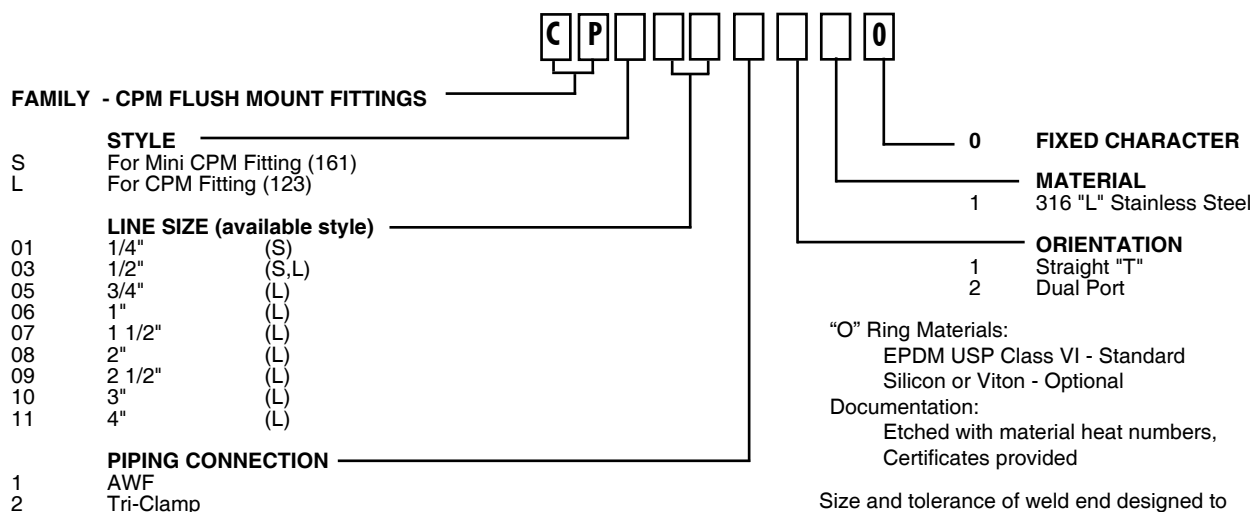 C P 0
FAMILY - CPM FLUSH MOUNT FITTINGS
STYLE
S For Mini CPM Fitting (161)
L For CPM Fitting (123)
LINE SIZE (available style)
01 1/4" (S)
03 1/2" (S,L)
05 3/4" (L)
06 1" (L)
07 1 1/2" (L)
08 2" (L)
09 2 1/2" (L)
10 3" (L)
11 4" (L)
PIPING CONNECTION
1 AWF
2 Tri-Clamp
0 FIXED CHARACTER
MATERIAL
1 316 "L" Stainless Steel
ORIENTATION
1 Straight "T"
2 Dual Port
“O” Ring Materials:
EPDM USP Class VI - Standard
Silicon or Viton - Optional
Documentation:
Etched with material heat numbers,
Certificates provided
Size and tolerance of weld end designed to